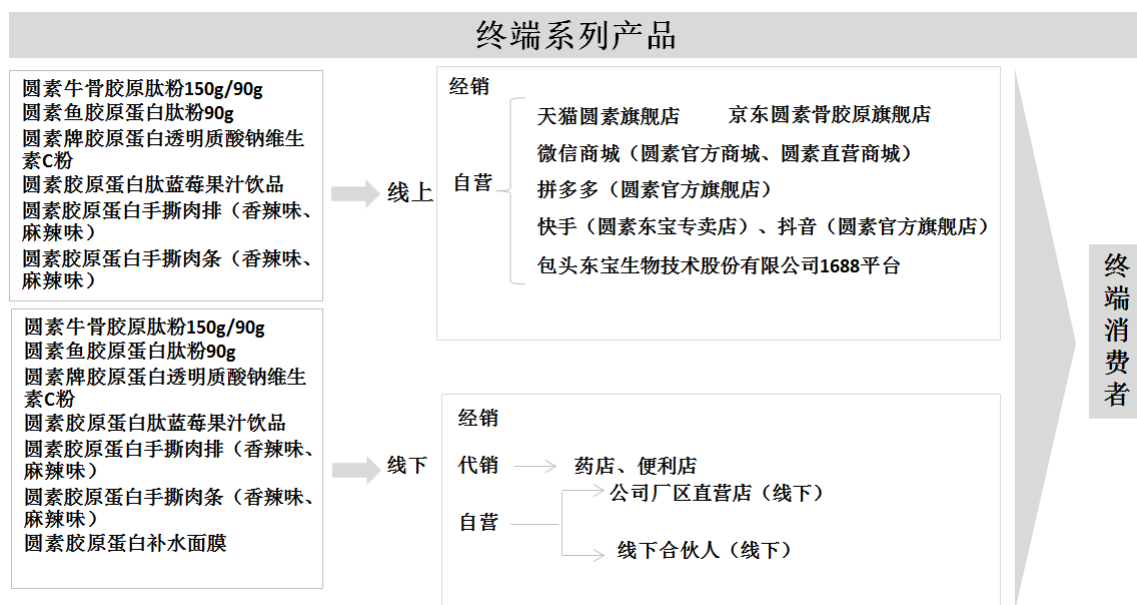 终端系列产品
圆素牛骨胶原肽粉150g/90g
圆素鱼胶原蛋白肽粉90g
圆素牌胶原蛋白透明质酸钠维生
素C粉
圆素胶原蛋白肽蓝莓果汁饮品
圆素胶原蛋白手撕肉排（香辣味、
麻辣味）
圆素胶原蛋白手撕肉条（香辣味、
麻辣味）
线上
经销
自营
天猫圆素旗舰店 京东圆素骨胶原旗舰店
微信商城（圆素官方商城、圆素直营商城）
拼多多（圆素官方旗舰店）
快手（圆素东宝专卖店）、抖音（圆素官方旗舰店）
包头东宝生物技术股份有限公司1688平台
圆素牛骨胶原肽粉150g/90g
圆素鱼胶原蛋白肽粉90g
圆素牌胶原蛋白透明质酸钠维生
素C粉
圆素胶原蛋白肽蓝莓果汁饮品
圆素胶原蛋白手撕肉排（香辣味、
麻辣味）
圆素胶原蛋白手撕肉条（香辣味、
麻辣味）
圆素胶原蛋白补水面膜
线下
经销
代销
药店、便利店
自营
公司厂区直营店（线下）
线下合伙人（线下）
终端消费者